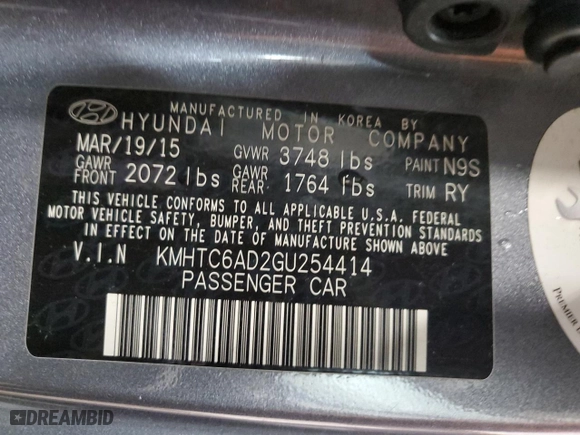 MANUFACTURED IN KOREA BY
HYUNDAI MOTOR COMPANY
MAR/19/15 GVWR 3748 lbs PAINT N9S
GAWR FRONT 2072 lbs GAWR REAR 1764 lbs TRIM RY
THIS VEHICLE CONFORMS TO ALL APPLICABLE U.S.A. FEDERAL
MOTOR VEHICLE SAFETY, BUMPER, AND THEFT PREVENTION STANDARDS
IN EFFECT ON THE DATE OF MANUFACTURE SHOWN ABOVE.
V.I.N KMHTC6AD2GU254414
PASSENGER CAR
PREMIER
DREAMBID